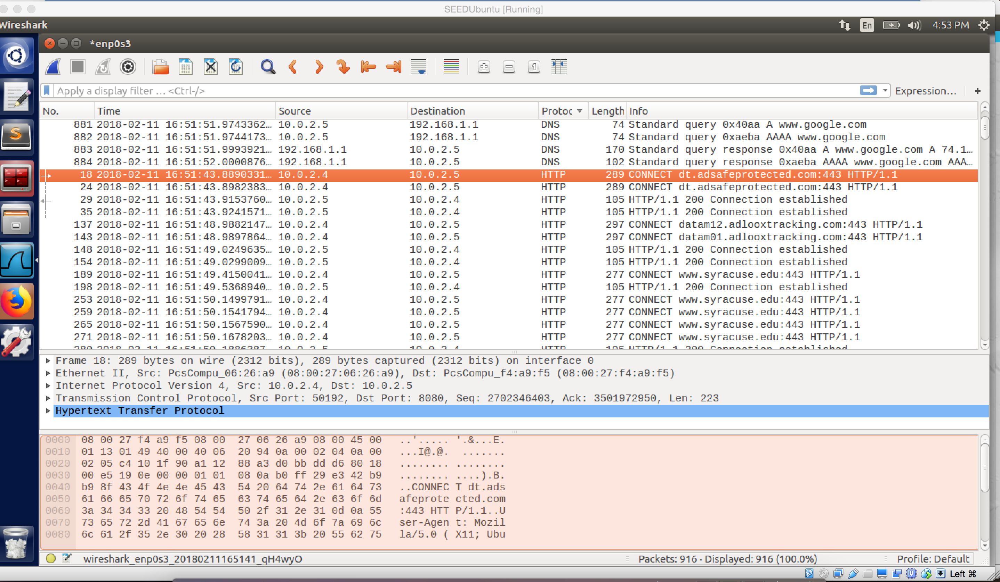 SEEDUbuntu [Running]
Wireshark
En
4:53 PM
*enp0s3
Apply a display filter … <Ctrl-/>
Expression…
+
No. Time Source Destination Protoc Length Info
881 2018-02-11 16:51:51.9743362… 10.0.2.5 192.168.1.1 DNS 74 Standard query 0x40aa A www.google.com
882 2018-02-11 16:51:51.9744173… 10.0.2.5 192.168.1.1 DNS 74 Standard query 0xaeba AAAA www.google.com
883 2018-02-11 16:51:51.9993921… 192.168.1.1 10.0.2.5 DNS 170 Standard query response 0x40aa A www.google.com A 74.1…
884 2018-02-11 16:51:52.0000876… 192.168.1.1 10.0.2.5 DNS 102 Standard query response 0xaeba AAAA www.google.com AAA…
18 2018-02-11 16:51:43.8890331… 10.0.2.4 10.0.2.5 HTTP 289 CONNECT dt.adsafeprotected.com:443 HTTP/1.1
24 2018-02-11 16:51:43.8982383… 10.0.2.4 10.0.2.5 HTTP 289 CONNECT dt.adsafeprotected.com:443 HTTP/1.1
29 2018-02-11 16:51:43.9153760… 10.0.2.5 10.0.2.4 HTTP 105 HTTP/1.1 200 Connection established
35 2018-02-11 16:51:43.9241571… 10.0.2.5 10.0.2.4 HTTP 105 HTTP/1.1 200 Connection established
137 2018-02-11 16:51:48.9882147… 10.0.2.4 10.0.2.5 HTTP 297 CONNECT datam12.adlooxtracking.com:443 HTTP/1.1
143 2018-02-11 16:51:48.9897864… 10.0.2.4 10.0.2.5 HTTP 297 CONNECT datam01.adlooxtracking.com:443 HTTP/1.1
148 2018-02-11 16:51:49.0249635… 10.0.2.5 10.0.2.4 HTTP 105 HTTP/1.1 200 Connection established
154 2018-02-11 16:51:49.0299009… 10.0.2.5 10.0.2.4 HTTP 105 HTTP/1.1 200 Connection established
189 2018-02-11 16:51:49.4150041… 10.0.2.4 10.0.2.5 HTTP 277 CONNECT www.syracuse.edu:443 HTTP/1.1
198 2018-02-11 16:51:49.5368940… 10.0.2.5 10.0.2.4 HTTP 105 HTTP/1.1 200 Connection established
253 2018-02-11 16:51:50.1499791… 10.0.2.4 10.0.2.5 HTTP 277 CONNECT www.syracuse.edu:443 HTTP/1.1
259 2018-02-11 16:51:50.1541794… 10.0.2.4 10.0.2.5 HTTP 277 CONNECT www.syracuse.edu:443 HTTP/1.1
265 2018-02-11 16:51:50.1567590… 10.0.2.4 10.0.2.5 HTTP 277 CONNECT www.syracuse.edu:443 HTTP/1.1
271 2018-02-11 16:51:50.1678203… 10.0.2.4 10.0.2.5 HTTP 277 CONNECT www.syracuse.edu:443 HTTP/1.1
280 2018-02-11 16:51:50.1886387… 10.0.2.5 10.0.2.4 HTTP 105 HTTP/1.1 200 Connection established
Frame 18: 289 bytes on wire (2312 bits), 289 bytes captured (2312 bits) on interface 0
Ethernet II, Src: PcsCompu_06:26:a9 (08:00:27:06:26:a9), Dst: PcsCompu_f4:a9:f5 (08:00:27:f4:a9:f5)
Internet Protocol Version 4, Src: 10.0.2.4, Dst: 10.0.2.5
Transmission Control Protocol, Src Port: 50192, Dst Port: 8080, Seq: 2702346403, Ack: 3501972950, Len: 223
Hypertext Transfer Protocol
0000 08 00 27 f4 a9 f5 08 00 27 06 26 a9 08 00 45 00 ..'..... '.&...E.
0010 01 13 01 49 40 00 40 06 20 94 0a 00 02 04 0a 00 ...I@.@. .......
0020 02 05 c4 10 1f 90 a1 12 88 a3 d0 bb dd d6 80 18 ........ ........
0030 00 e5 19 0e 00 00 01 01 08 0a b0 ff 29 e3 42 b9 ........ ....).B.
0040 b9 8f 43 4f 4e 4e 45 43 54 20 64 74 2e 61 64 73 ..CONNEC T dt.ads
0050 61 66 65 70 72 6f 74 65 63 74 65 64 2e 63 6f 6d afeprote cted.com
0060 3a 34 34 33 20 48 54 54 50 2f 31 2e 31 0d 0a 55 :443 HTT P/1.1..U
0070 73 65 72 2d 41 67 65 6e 74 3a 20 4d 6f 7a 69 6c ser-Agen t: Mozil
0080 6c 61 2f 35 2e 30 20 28 58 31 31 3b 20 55 62 75 la/5.0 ( X11; Ubu
wireshark_enp0s3_20180211165141_qH4wyO
Packets: 916 · Displayed: 916 (100.0%)
Profile: Default
Left ⌘